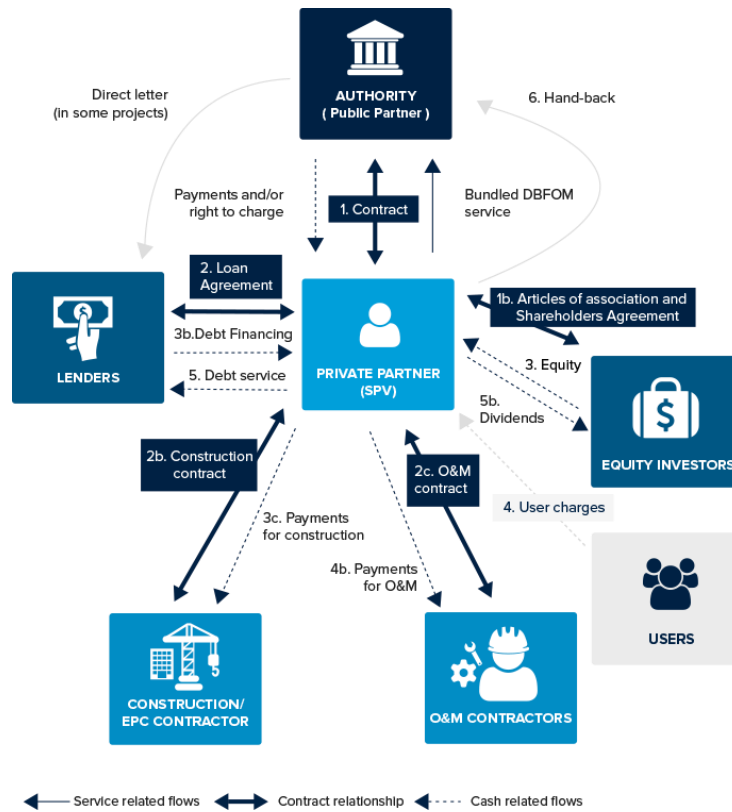 AUTHORITY
( Public Partner )
Direct letter
(in some projects)
6. Hand-back
Payments and/or
right to charge
1. Contract
Bundled DBFOM
service
2. Loan
Agreement
1b. Articles of association and
Shareholders Agreement
3b.Debt Financing
5. Debt service
LENDERS
PRIVATE PARTNER
(SPV)
3. Equity
5b.
Dividends
$
EQUITY INVESTORS
2b. Construction
contract
2c. O&M
contract
4. User charges
3c. Payments
for construction
4b. Payments
for O&M
USERS
CONSTRUCTION/
EPC CONTRACTOR
O&M CONTRACTORS
Service related flows
Contract relationship
Cash related flows